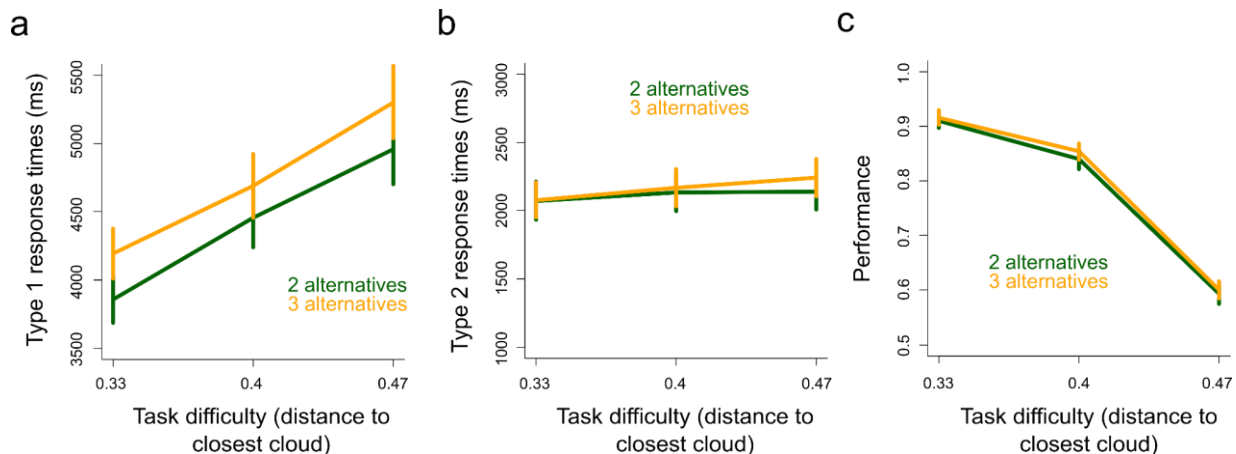 a
Type 1 response times (ms)
5500
5000
4500
4000
3500
2 alternatives
3 alternatives
0.33
0.4
0.47
Task difficulty (distance to
closest cloud)
b
Type 2 response times (ms)
3000
2500
2000
1500
1000
2 alternatives
3 alternatives
0.33
0.4
0.47
Task difficulty (distance to
closest cloud)
c
Performance
1.0
0.9
0.8
0.7
0.6
0.5
2 alternatives
3 alternatives
0.33
0.4
0.47
Task difficulty (distance to
closest cloud)